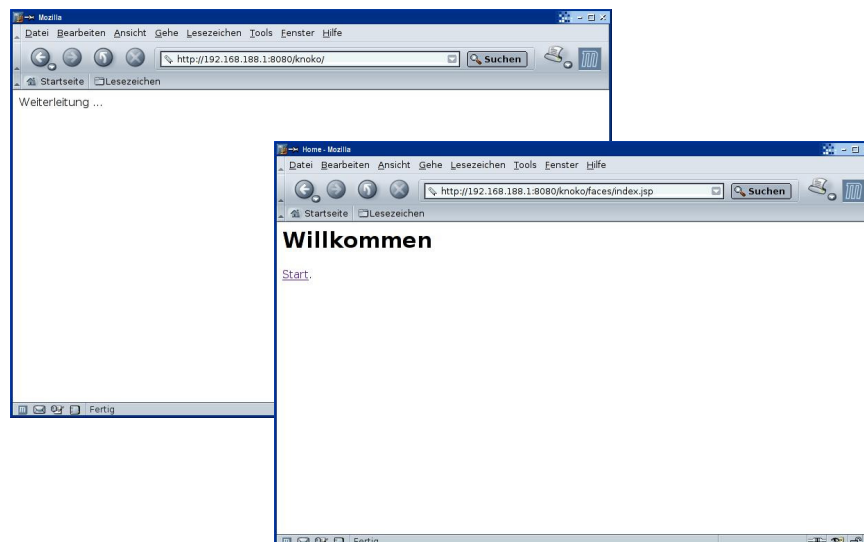 Mozilla
Datei Bearbeiten Ansicht Gehe Lesezeichen Tools Fenster Hilfe
http://192.168.188.1:8080/knoko/ Suchen
Startseite Lesezeichen
Weiterleitung ...
Fertig
Home - Mozilla
Datei Bearbeiten Ansicht Gehe Lesezeichen Tools Fenster Hilfe
http://192.168.188.1:8080/knoko/faces/index.jsp Suchen
Startseite Lesezeichen
Willkommen
Start.
Fertig